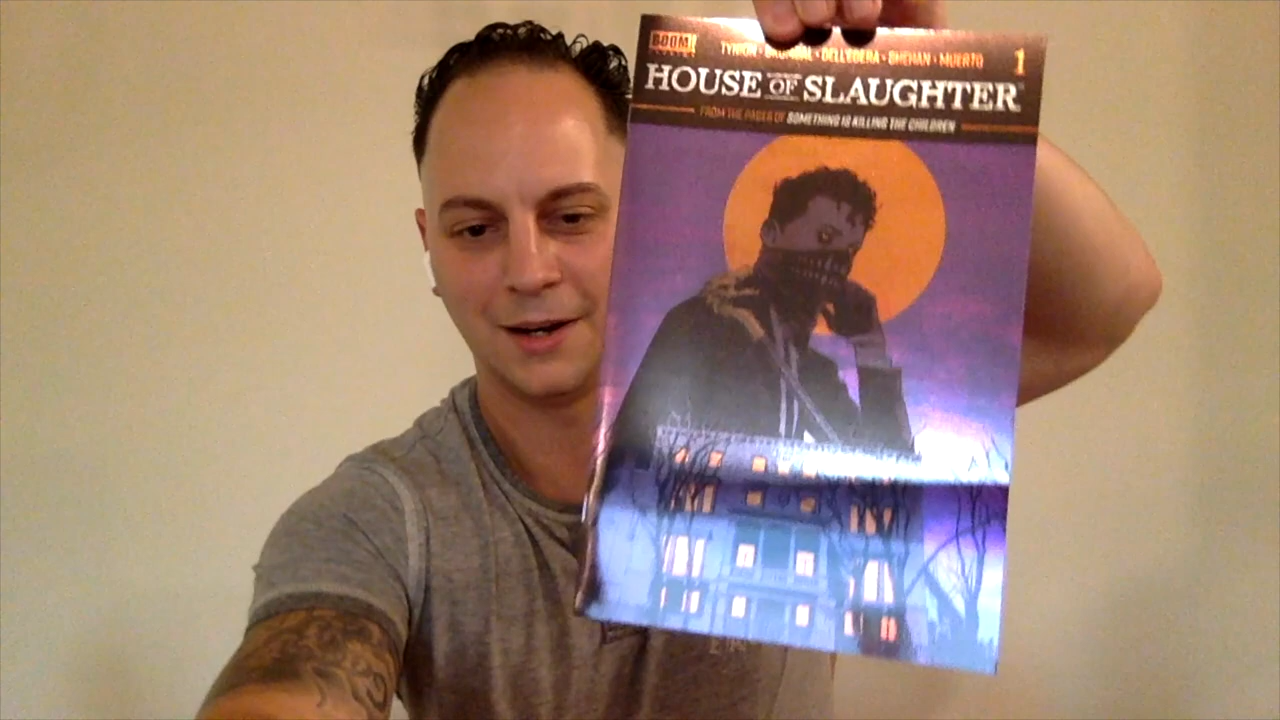 BOOM!
TYNION • BROMBAL • DELL'EDERA • SHEHAN • MUERTO
1
HOUSE OF SLAUGHTER
FROM THE PAGES OF SOMETHING IS KILLING THE CHILDREN